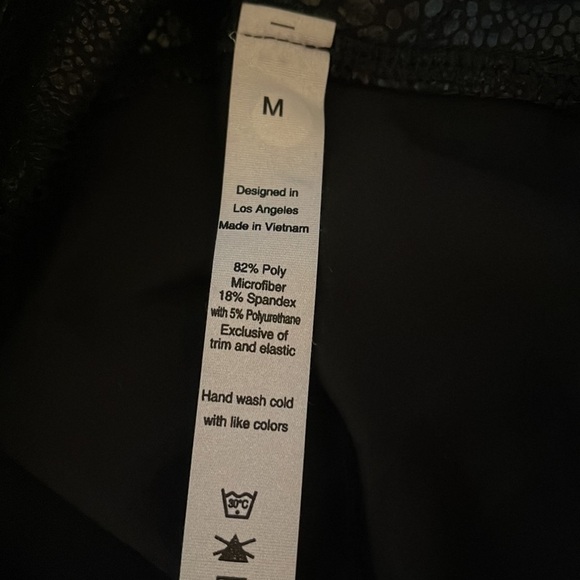 M
Designed in
Los Angeles
Made in Vietnam
82% Poly
Microfiber
18% Spandex
with 5% Polyurethane
Exclusive of
trim and elastic
Hand wash cold
with like colors
30°C